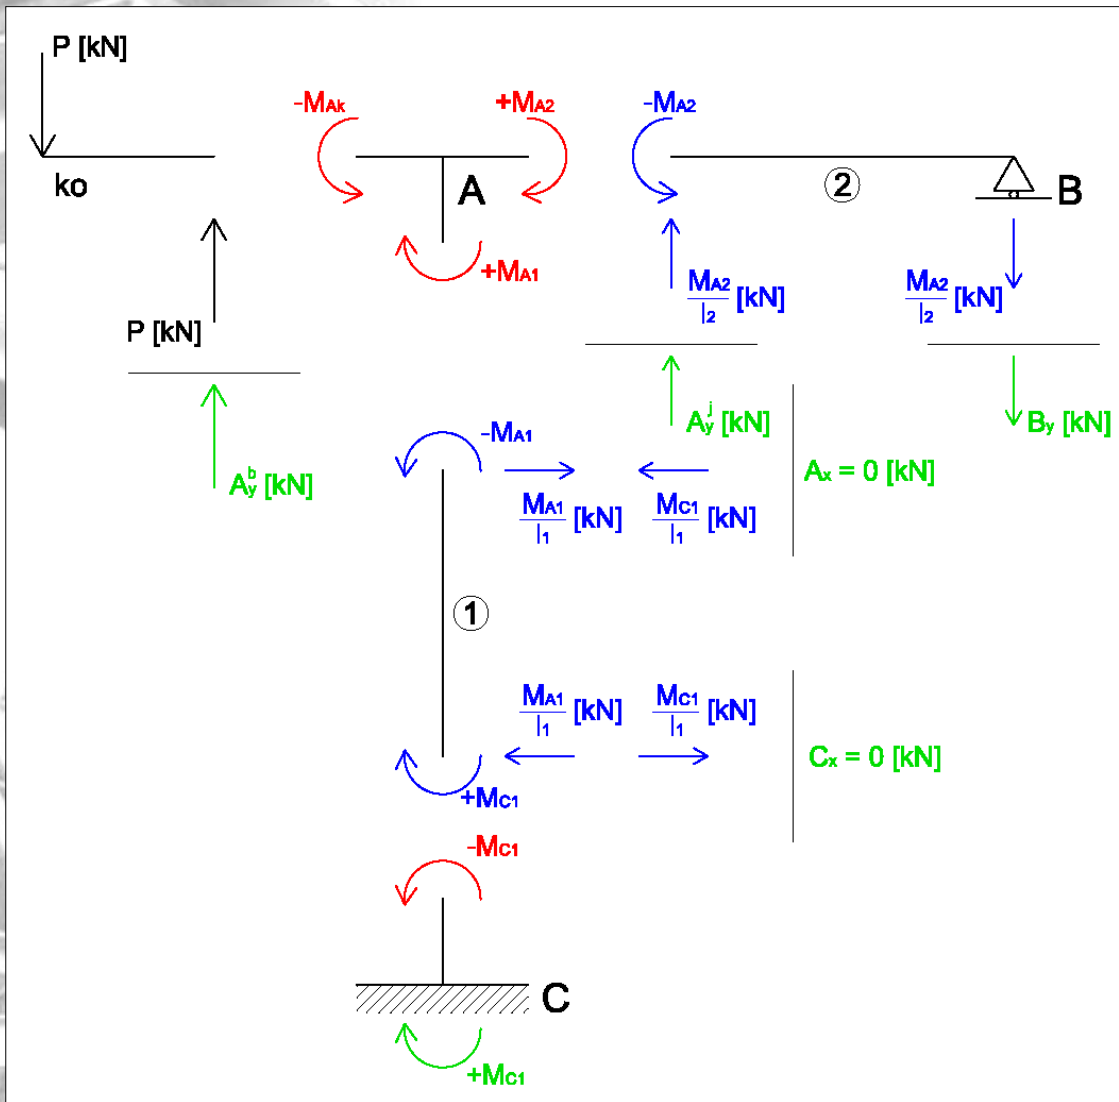 P [kN]
-MAk
+MA2
-MA2
ko
A
2
B
+MA1
MA2
l2
[kN]
MA2
l2
[kN]
P [kN]
Ayb [kN]
-MA1
Ayj [kN]
By [kN]
MA1
l1
[kN]
MC1
l1
[kN]
Ax = 0 [kN]
1
MA1
l1
[kN]
MC1
l1
[kN]
Cx = 0 [kN]
+MC1
-MC1
C
+MC1